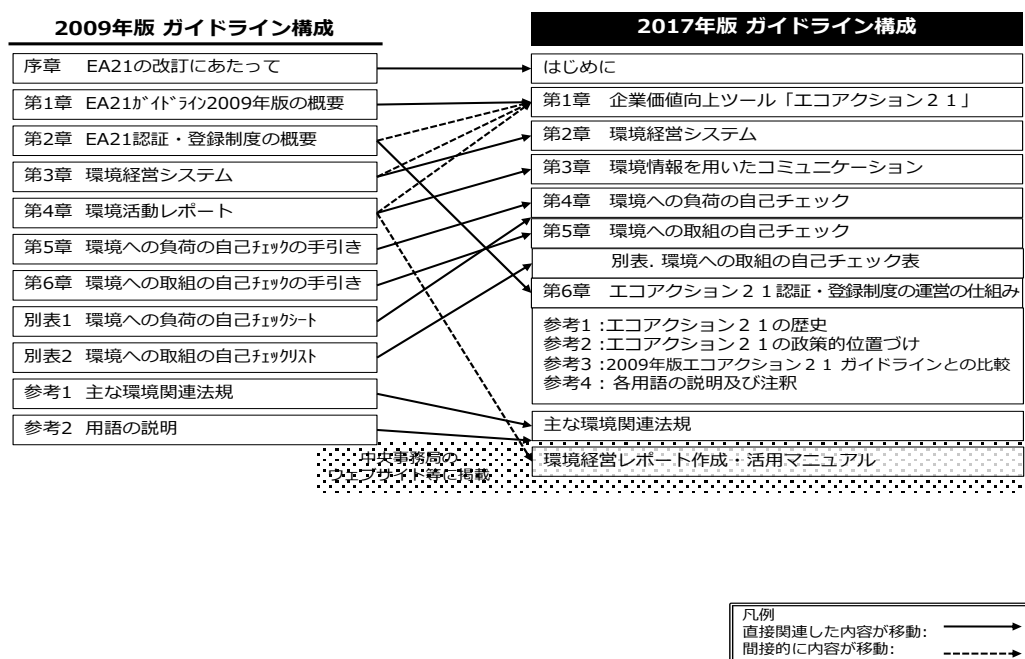 2009年版 ガイドライン構成
序章 EA21の改訂にあたって
第1章 EA21ｶﾞｲﾄﾞﾗｲﾝ2009年版の概要
第2章 EA21認証・登録制度の概要
第3章 環境経営システム
第4章 環境活動レポート
第5章 環境への負荷の自己ﾁｪｯｸの手引き
第6章 環境への取組の自己ﾁｪｯｸの手引き
別表1 環境への負荷の自己ﾁｪｯｸｼｰﾄ
別表2 環境への取組の自己ﾁｪｯｸﾘｽﾄ
参考1 主な環境関連法規
参考2 用語の説明
中央事務局の
ウェブサイト等に掲載
2017年版 ガイドライン構成
はじめに
第1章 企業価値向上ツール「エコアクション２１」
第2章 環境経営システム
第3章 環境情報を用いたコミュニケーション
第4章 環境への負荷の自己チェック
第5章 環境への取組の自己チェック
別表. 環境への取組の自己チェック表
第6章 エコアクション２１認証・登録制度の運営の仕組み
参考1 :エコアクション２１の歴史
参考2 : エコアクション２１の政策的位置づけ
参考3 :2009年版エコアクション２１ ガイドラインとの比較
参考4 : 各用語の説明及び注釈
主な環境関連法規
環境経営レポート作成・活用マニュアル
凡例
直接関連した内容が移動:
間接的に内容が移動: